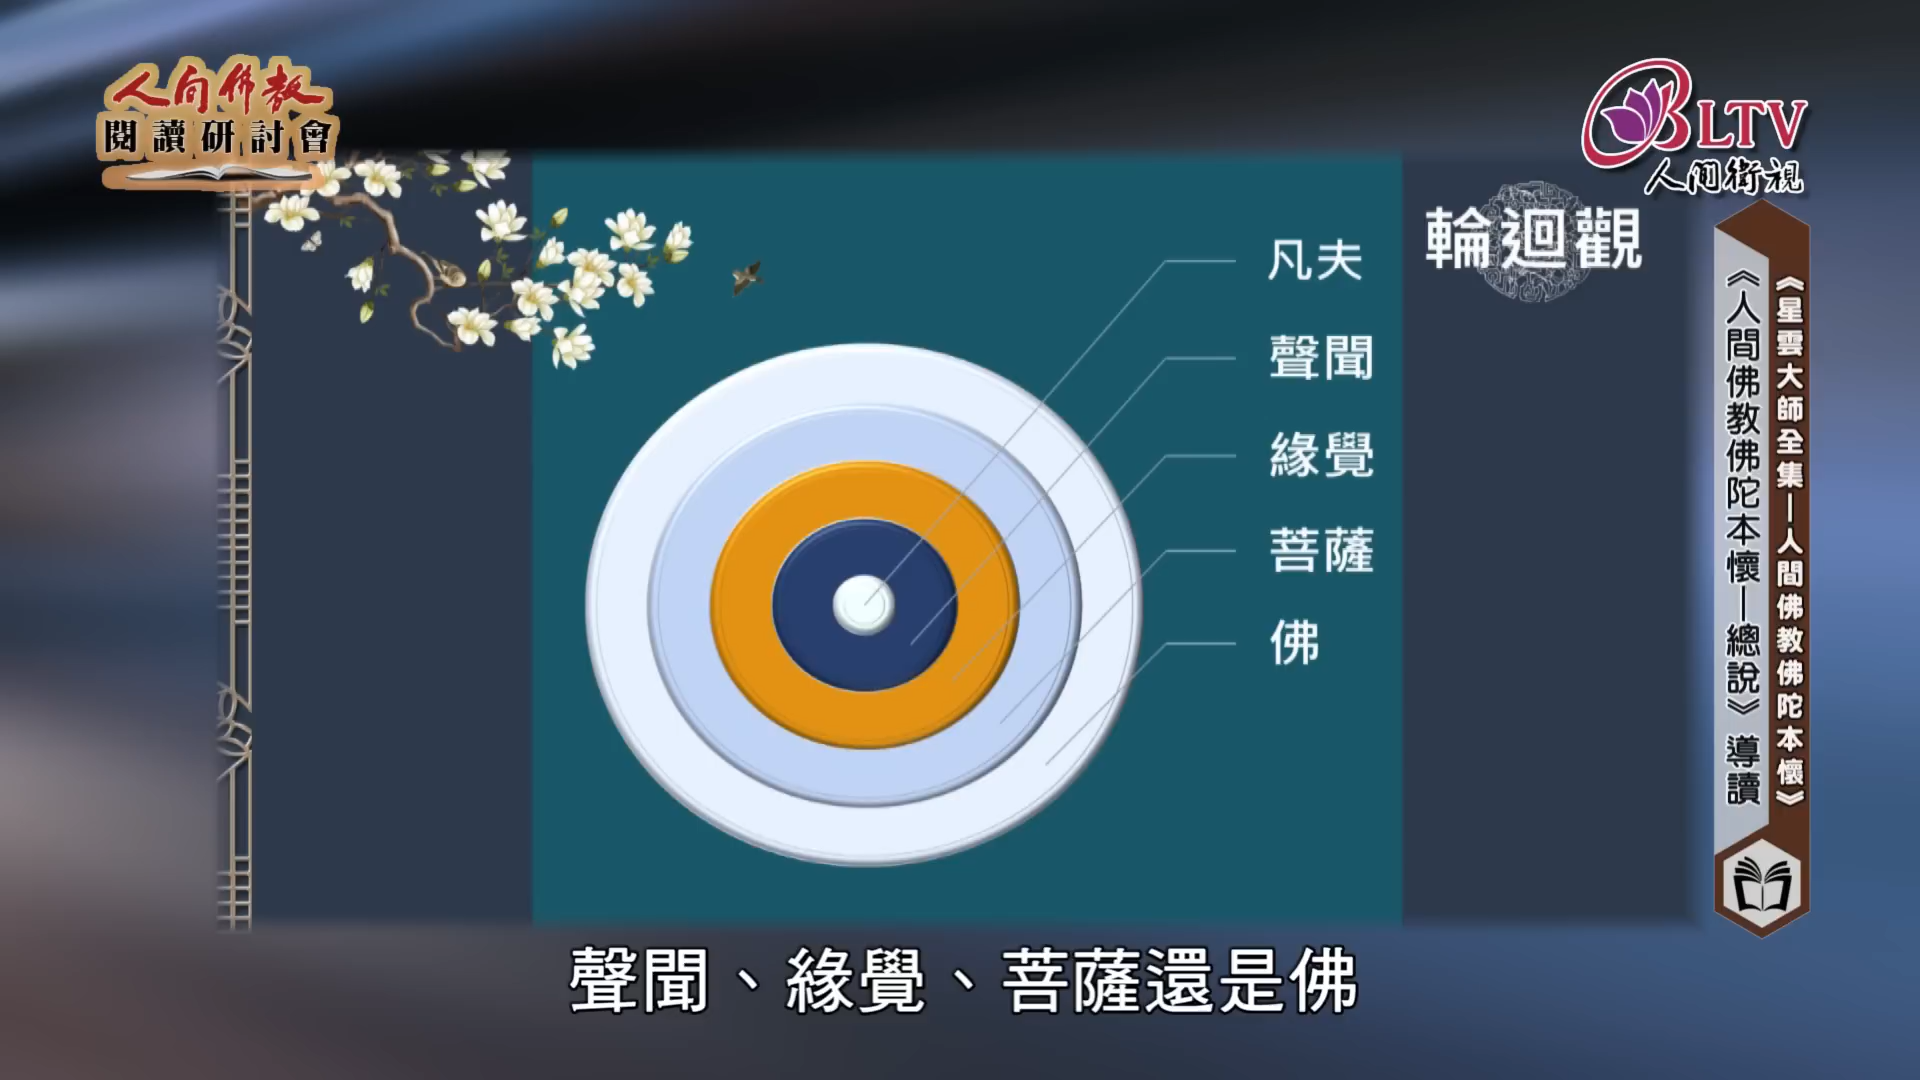 人间佛教
閱讀研討會
BLTV
人間衛視
輪迴觀
凡夫
聲聞
緣覺
菩薩
佛
《星雲大師全集—人間佛教佛陀本懷》
《人間佛教佛陀本懷—總說》導讀
聲聞、緣覺、菩薩還是佛